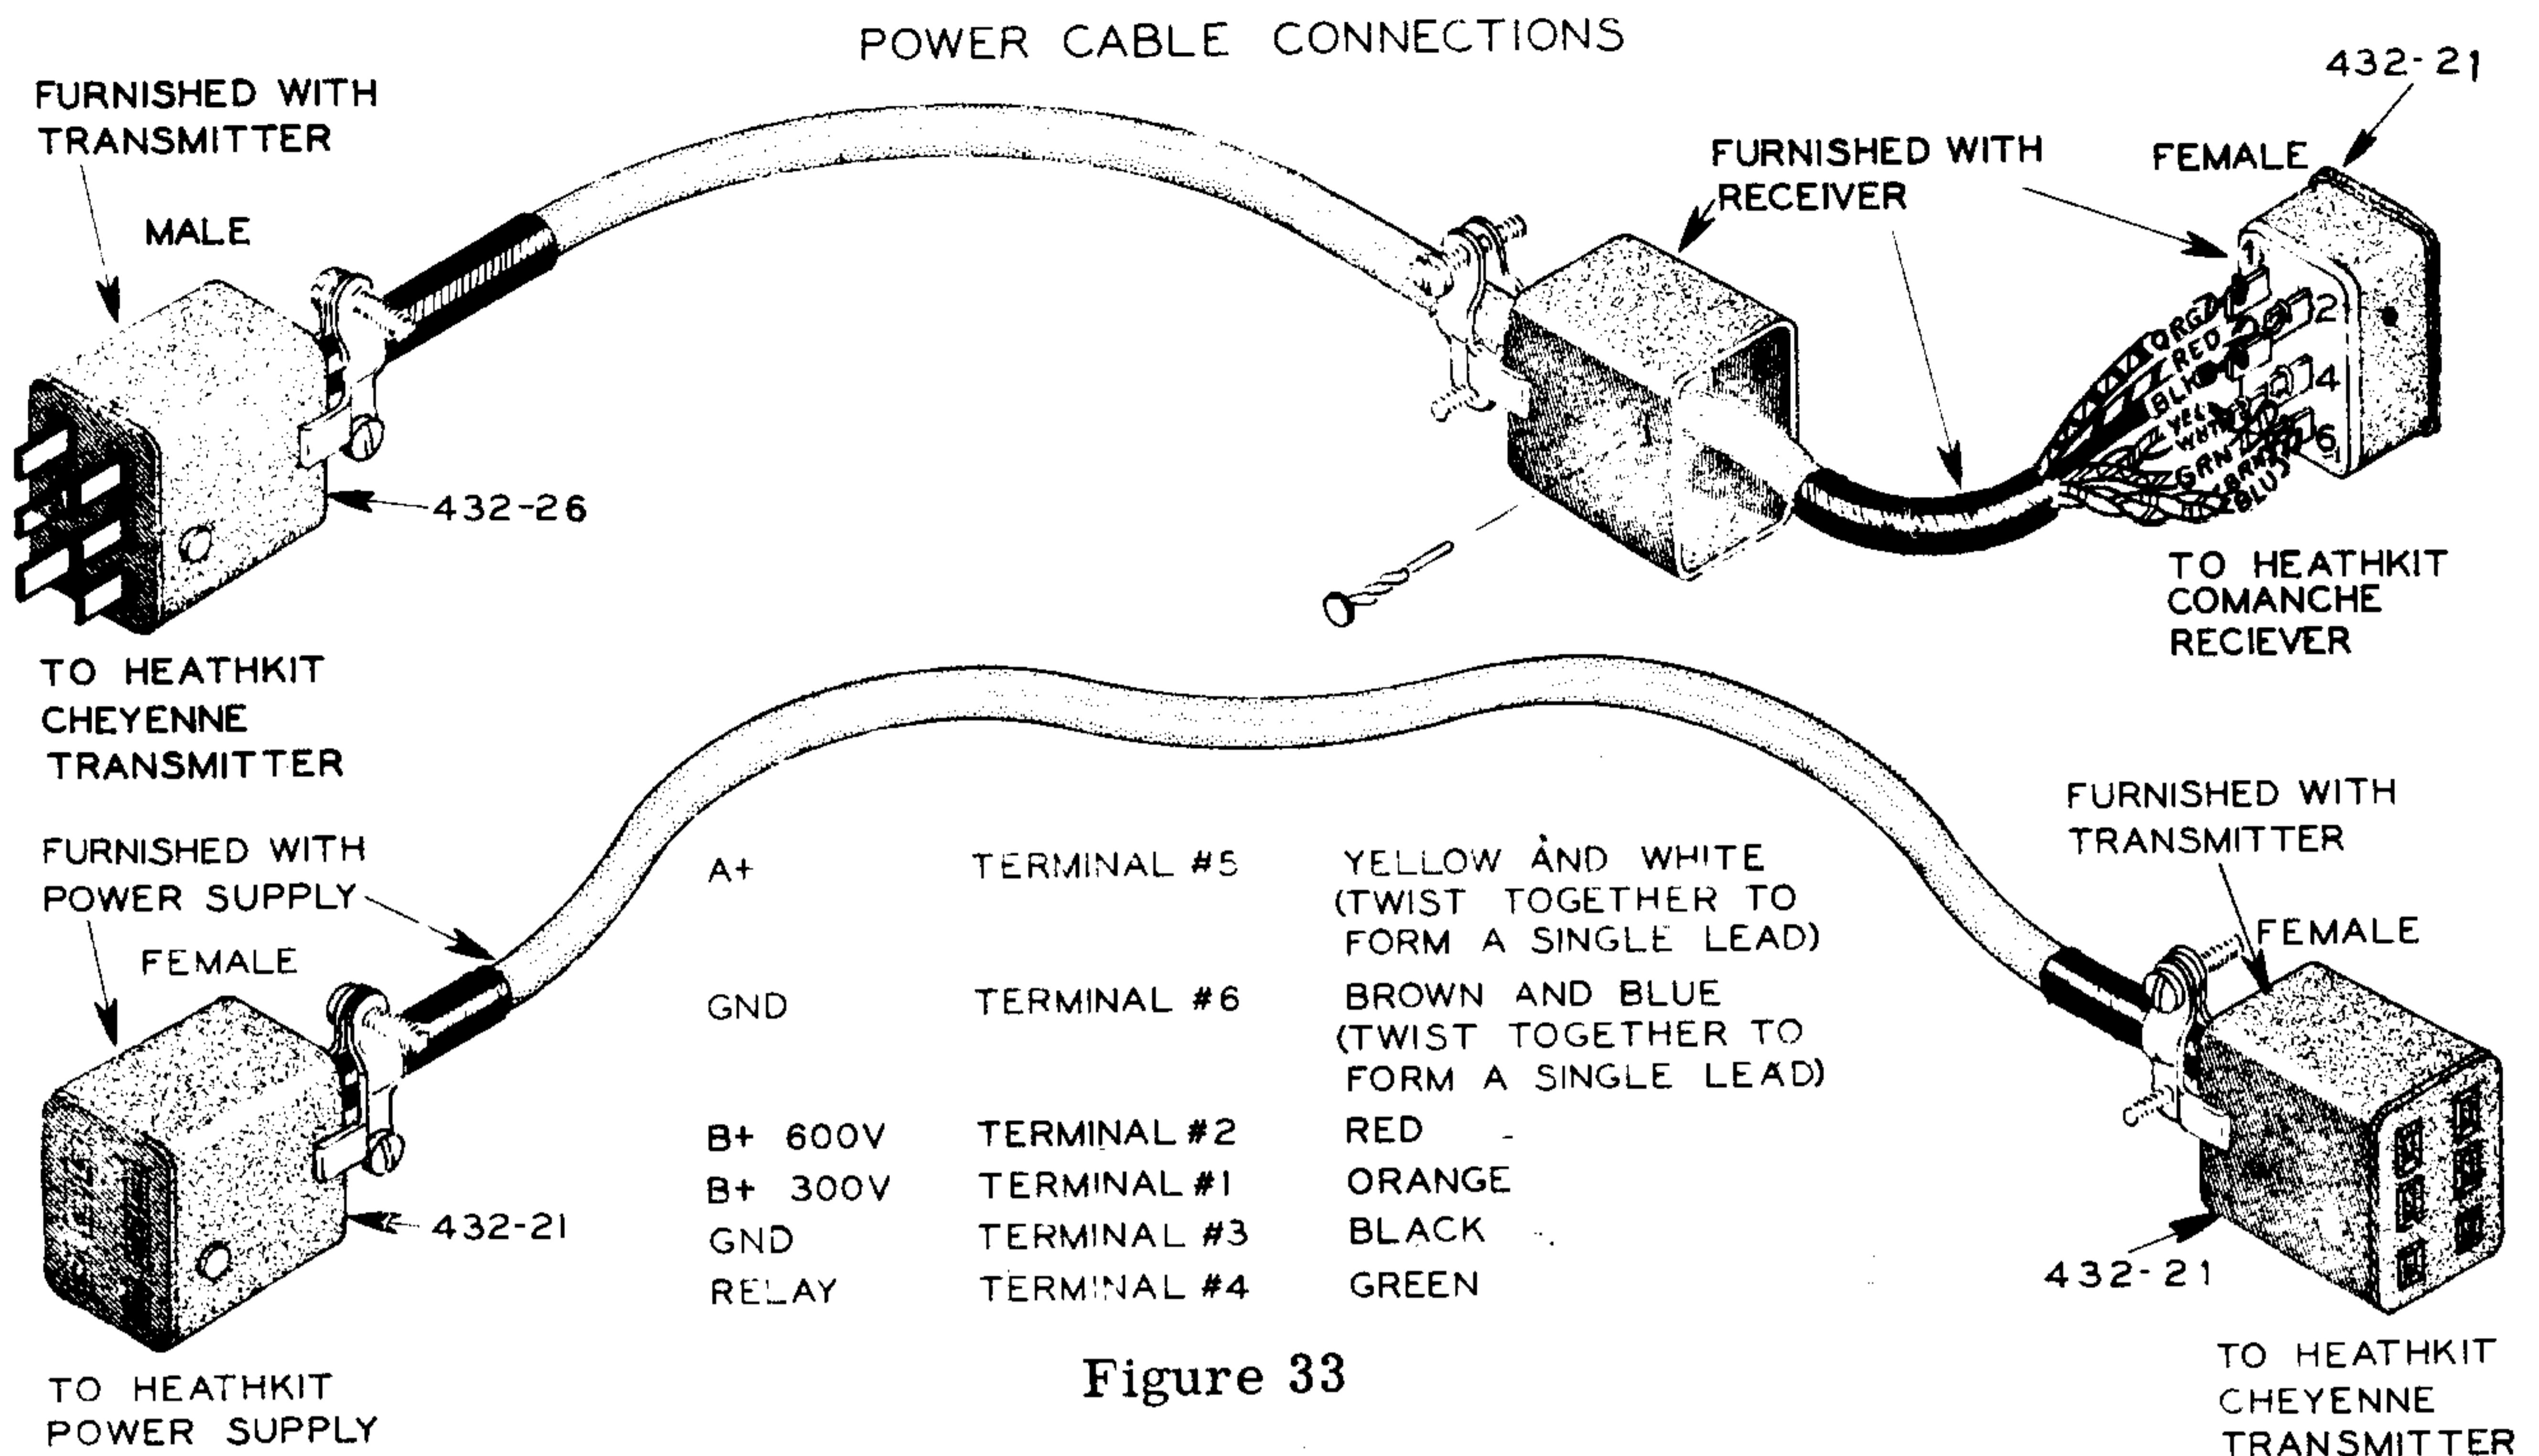 POWER CABLE CONNECTIONS
432-21
FURNISHED WITH
TRANSMITTER
MALE
FURNISHED WITH
RECEIVER
FEMALE
1
2
4
6
ORG
RED
BLK
YEL
WHT
GRN
BRN
BLU
432-26
TO HEATHKIT
COMANCHE
RECIEVER
TO HEATHKIT
CHEYENNE
TRANSMITTER
FURNISHED WITH
POWER SUPPLY
FEMALE
432-21
TO HEATHKIT
POWER SUPPLY
A+ TERMINAL #5 YELLOW AND WHITE
(TWIST TOGETHER TO
FORM A SINGLE LEAD)
GND TERMINAL #6 BROWN AND BLUE
(TWIST TOGETHER TO
FORM A SINGLE LEAD)
B+ 600V TERMINAL #2 RED
B+ 300V TERMINAL #1 ORANGE
GND TERMINAL #3 BLACK
RELAY TERMINAL #4 GREEN
FURNISHED WITH
TRANSMITTER
FEMALE
432-21
TO HEATHKIT
CHEYENNE
TRANSMITTER
Figure 33